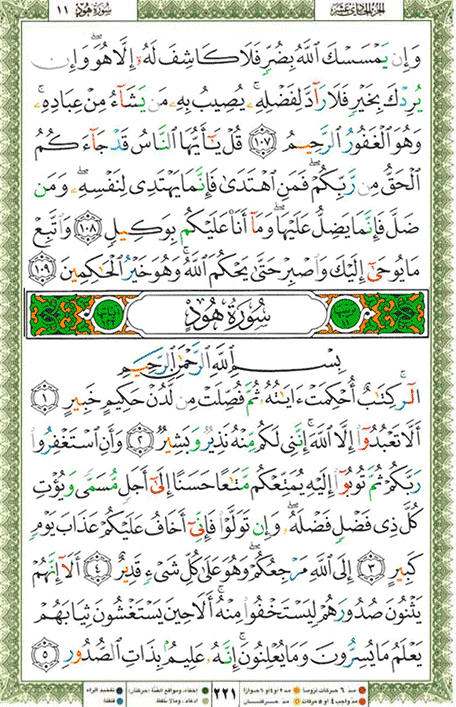 الجزء الحادي عشر سورة هود ١١
وَإِن يَمْسَسْكَ ٱللَّهُ بِضُرٍّ فَلَا كَاشِفَ لَهُۥٓ إِلَّا هُوَ ۖ وَإِن
يُرِدْكَ بِخَيْرٍ فَلَا رَآدَّ لِفَضْلِهِۦ ۚ يُصِيبُ بِهِۦ مَن يَشَآءُ مِنْ عِبَادِهِۦ ۚ
وَهُوَ ٱلْغَفُورُ ٱلرَّحِيمُ ١٠٧ قُلْ يَٰٓأَيُّهَا ٱلنَّاسُ قَدْ جَآءَكُمُ
ٱلْحَقُّ مِن رَّبِّكُمْ ۖ فَمَنِ ٱهْتَدَىٰ فَإِنَّمَا يَهْتَدِى لِنَفْسِهِۦ ۖ وَمَن
ضَلَّ فَإِنَّمَا يَضِلُّ عَلَيْهَا ۖ وَمَآ أَنَا۠ عَلَيْكُم بِوَكِيلٍ ١٠٨ وَٱتَّبِعْ
مَا يُوحَىٰٓ إِلَيْكَ وَٱصْبِرْ حَتَّىٰ يَحْكُمَ ٱللَّهُ ۚ وَهُوَ خَيْرُ ٱلْحَٰكِمِينَ ١٠٩
سُورَةُ هُودٍ
بِسْمِ ٱللَّهِ ٱلرَّحْمَٰنِ ٱلرَّحِيمِ
الٓر ۚ كِتَٰبٌ أُحْكِمَتْ ءَايَٰتُهُۥ ثُمَّ فُصِّلَتْ مِن لَّدُنْ حَكِيمٍ خَبِيرٍ ١
أَلَّا تَعْبُدُوٓا۟ إِلَّا ٱللَّهَ ۚ إِنَّنِى لَكُم مِّنْهُ نَذِيرٌ وَبَشِيرٌ ٢ وَأَنِ ٱسْتَغْفِرُوا۟
رَبَّكُمْ ثُمَّ تُوبُوٓا۟ إِلَيْهِ يُمَتِّعْكُم مَّتَٰعًا حَسَنًا إِلَىٰٓ أَجَلٍ مُّسَمًّى وَيُؤْتِ
كُلَّ ذِى فَضْلٍ فَضْلَهُۥ ۖ وَإِن تَوَلَّوْا۟ فَإِنِّىٓ أَخَافُ عَلَيْكُمْ عَذَابَ يَوْمٍ
كَبِيرٍ ٣ إِلَى ٱللَّهِ مَرْجِعُكُمْ ۖ وَهُوَ عَلَىٰ كُلِّ شَىْءٍ قَدِيرٌ ٤ أَلَآ إِنَّهُمْ
يَثْنُونَ صُدُورَهُمْ لِيَسْتَخْفُوا۟ مِنْهُ ۚ أَلَا حِينَ يَسْتَغْشُونَ ثِيَابَهُمْ
يَعْلَمُ مَا يُسِرُّونَ وَمَا يُعْلِنُونَ ۚ إِنَّهُۥ عَلِيمٌۢ بِذَاتِ ٱلصُّدُورِ ٥
٢٢١